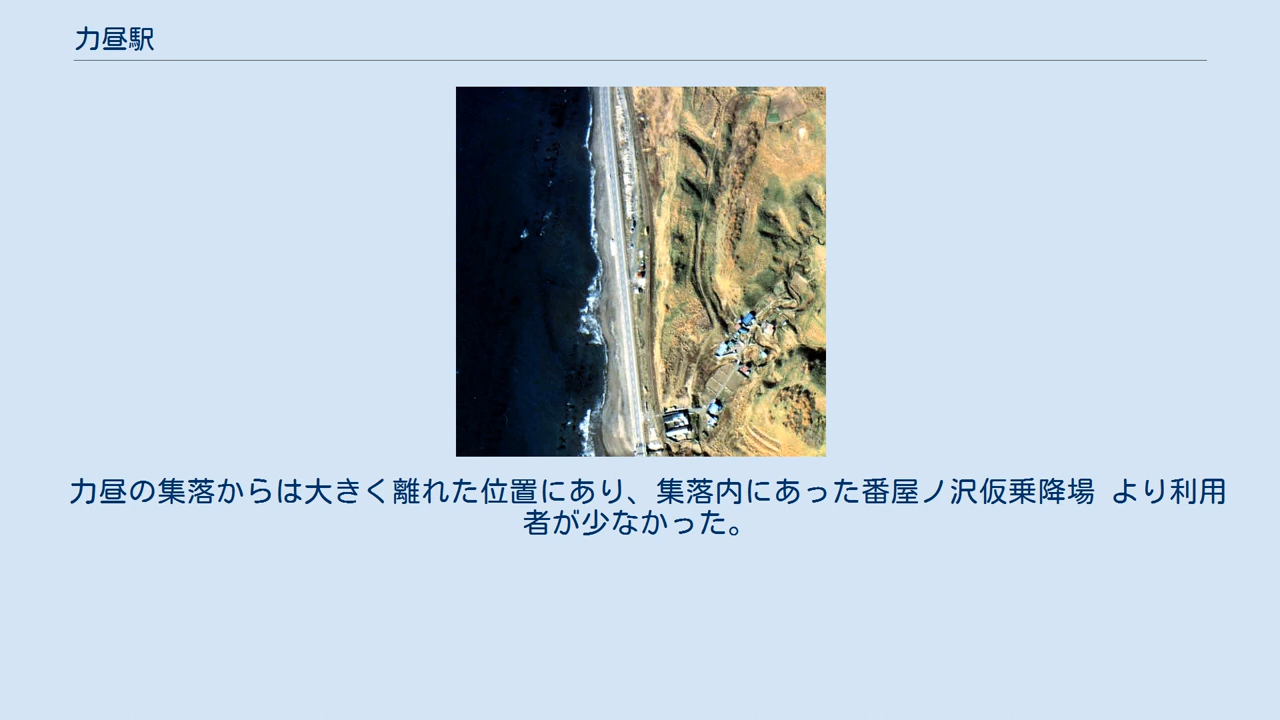 力昼駅
力昼の集落からは大きく離れた位置にあり、集落内にあった番屋ノ沢仮乗降場 より利用
者が少なかった。